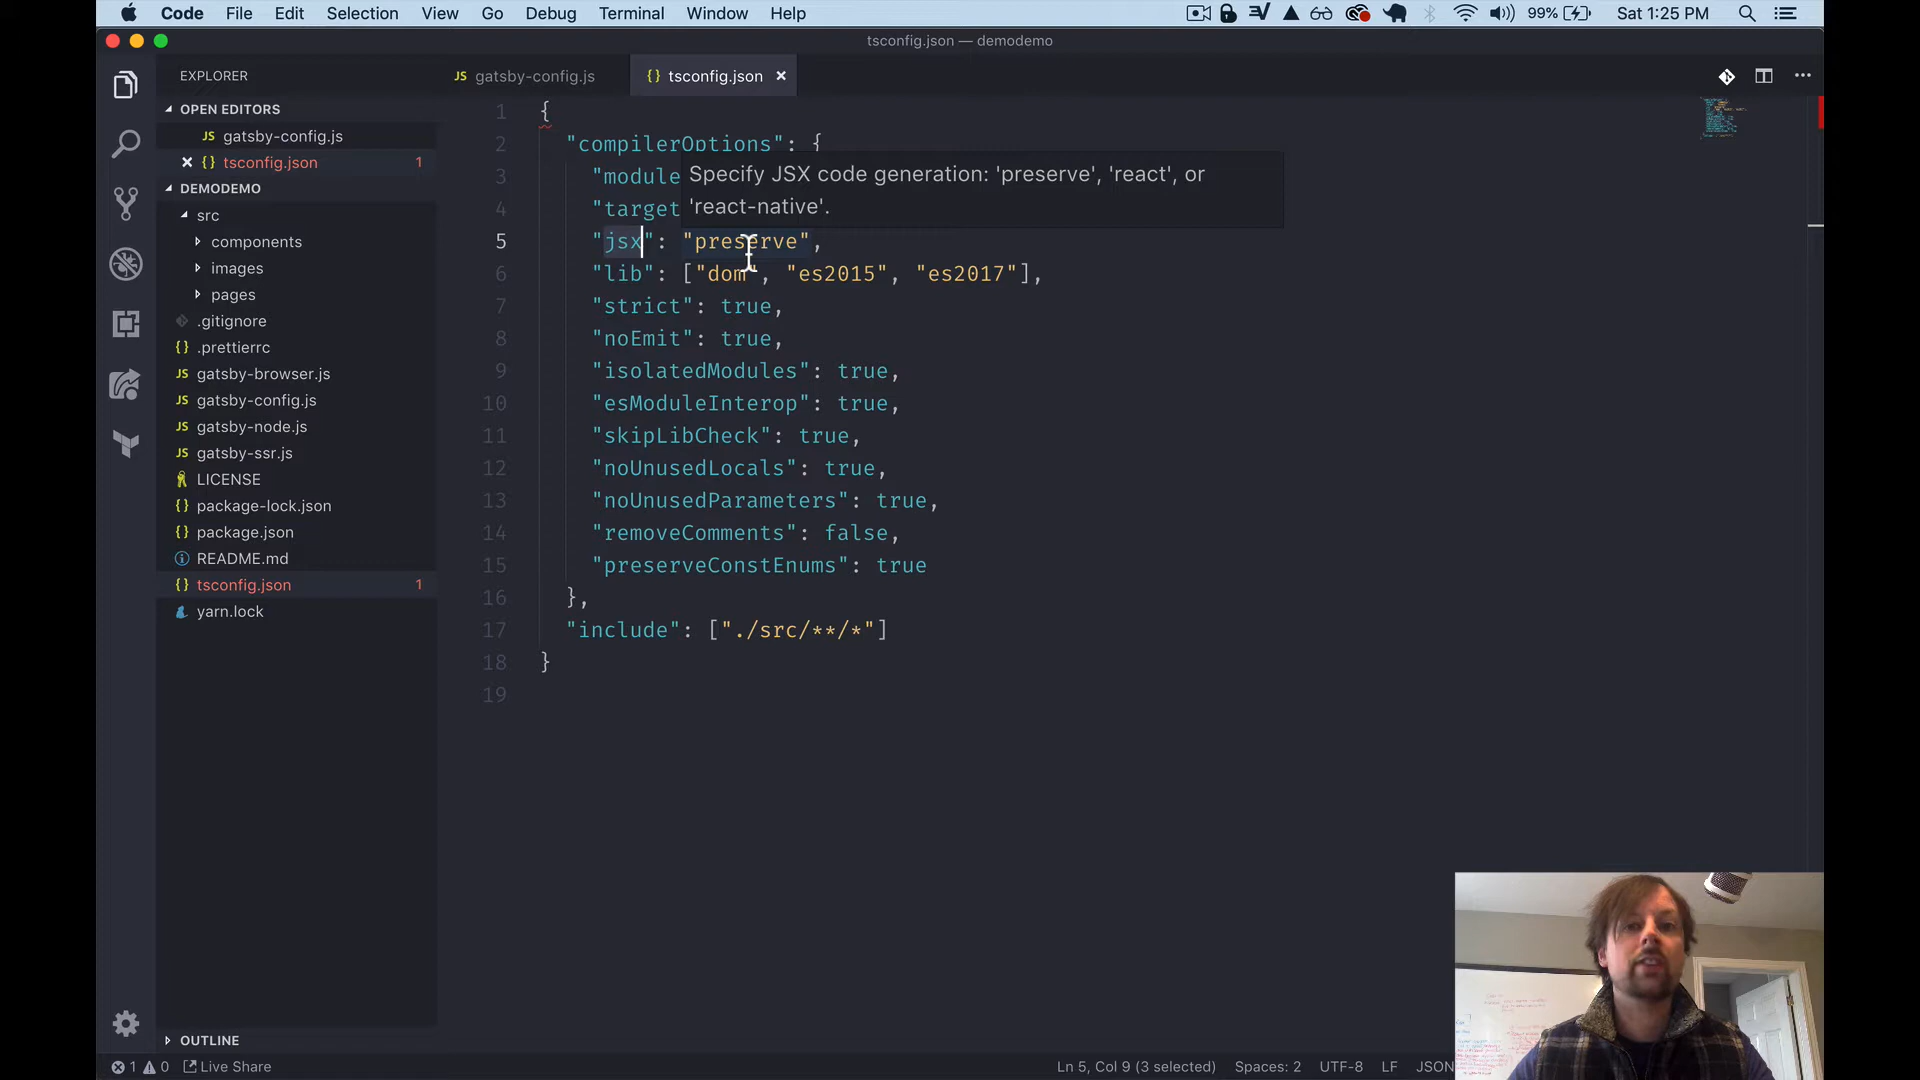 Code File Edit Selection View Go Debug Terminal Window Help 99% Sat 1:25 PM
tsconfig.json — demodemo
EXPLORER
gatsby-config.js
tsconfig.json
OPEN EDITORS
JS gatsby-config.js
{} tsconfig.json 1
DEMODEMO
src
components
images
pages
.gitignore
{} .prettierrc
JS gatsby-browser.js
JS gatsby-config.js
JS gatsby-node.js
JS gatsby-ssr.js
LICENSE
{} package-lock.json
{} package.json
README.md
{} tsconfig.json 1
yarn.lock
OUTLINE
1 {
2 "compilerOptions": {
3 "module
4 "target
Specify JSX code generation: 'preserve', 'react', or
'react-native'.
5 "jsx": "preserve",
6 "lib": ["dom", "es2015", "es2017"],
7 "strict": true,
8 "noEmit": true,
9 "isolatedModules": true,
10 "esModuleInterop": true,
11 "skipLibCheck": true,
12 "noUnusedLocals": true,
13 "noUnusedParameters": true,
14 "removeComments": false,
15 "preserveConstEnums": true
16 },
17 "include": ["./src/**/*"]
18 }
19
1 0 Live Share Ln 5, Col 9 (3 selected) Spaces: 2 UTF-8 LF JSON